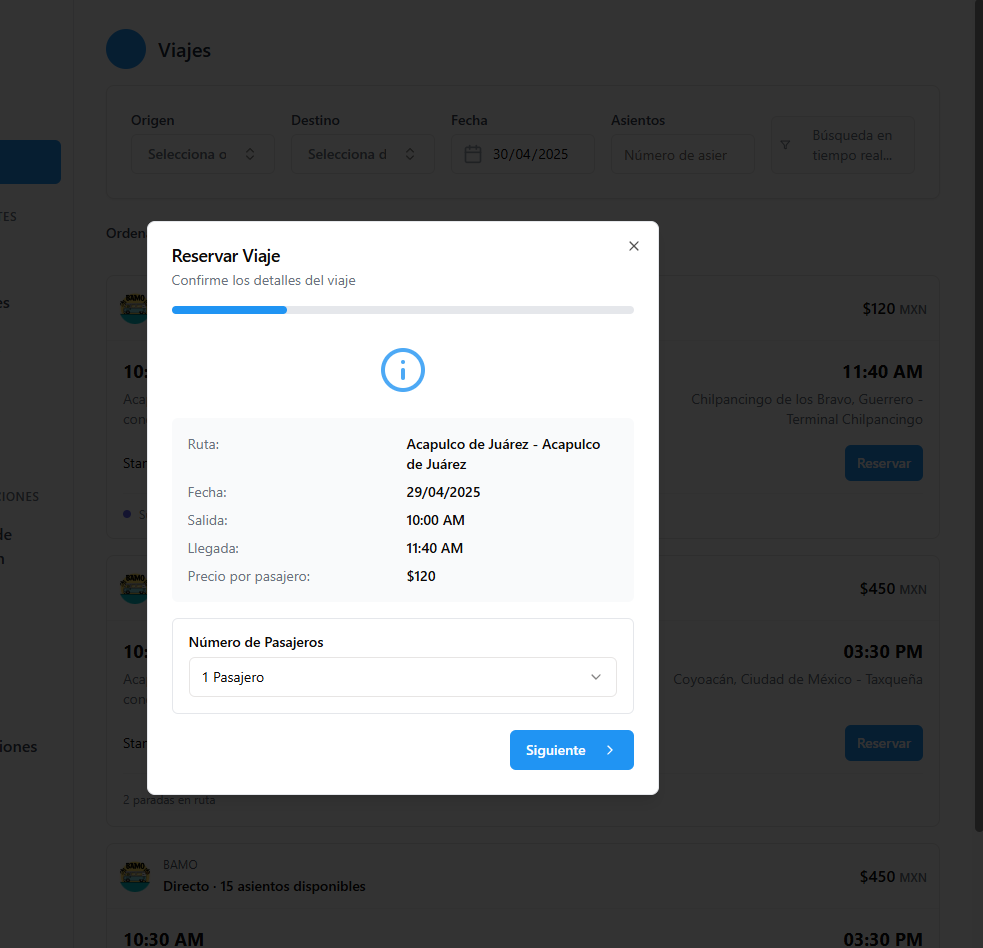 Viajes
Origen
Destino
Fecha
Asientos
Selecciona o
Selecciona d
30/04/2025
Número de asier
Búsqueda en
tiempo real...
TES
Orden
es
$120 MXN
10:
11:40 AM
Aca
Chilpancingo de los Bravo, Guerrero -
con
Terminal Chilpancingo
Star
Reservar
CIONES
de
n
$450 MXN
10:
03:30 PM
Aca
Coyoacán, Ciudad de México - Taxqueña
con
Star
Reservar
iones
2 paradas en ruta
BAMO
Directo · 15 asientos disponibles
$450 MXN
10:30 AM
03:30 PM
Reservar Viaje
Confirme los detalles del viaje
Ruta:
Acapulco de Juárez - Acapulco
de Juárez
Fecha:
29/04/2025
Salida:
10:00 AM
Llegada:
11:40 AM
Precio por pasajero:
$120
Número de Pasajeros
1 Pasajero
Siguiente